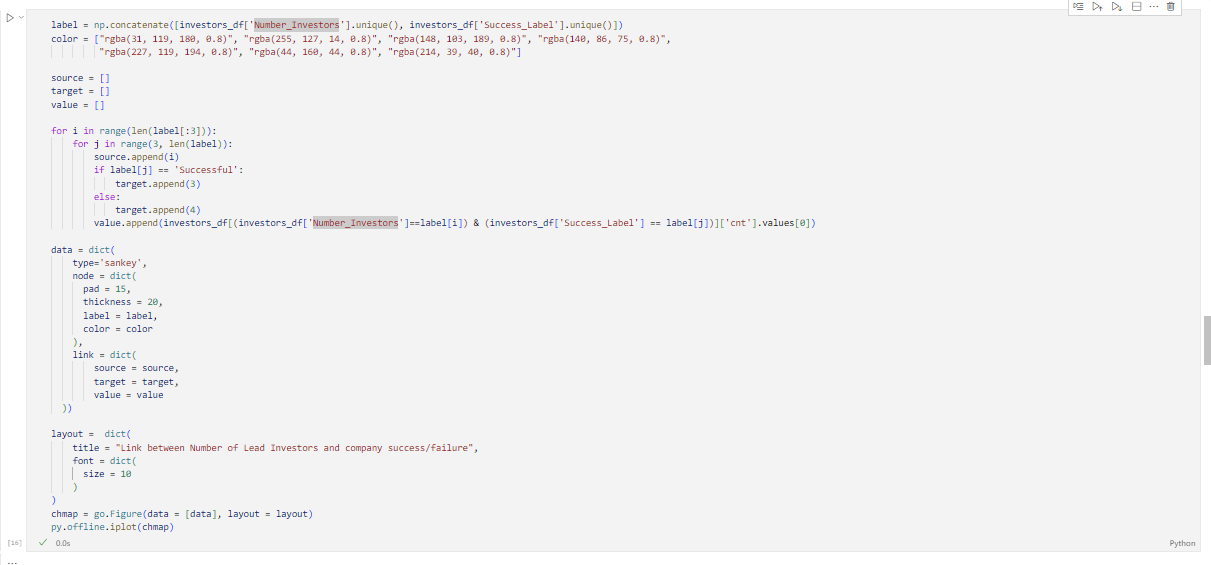 label = np.concatenate([investors_df['Number_Investors'].unique(), investors_df['Success_Label'].unique()])
color = ["rgba(31, 119, 180, 0.8)", "rgba(255, 127, 14, 0.8)", "rgba(148, 103, 189, 0.8)", "rgba(140, 86, 75, 0.8)",
"rgba(227, 119, 194, 0.8)", "rgba(44, 160, 44, 0.8)", "rgba(214, 39, 40, 0.8)"]
source = []
target = []
value = []
for i in range(len(label[:3])):
for j in range(3, len(label)):
source.append(i)
if label[j] == 'Successful':
target.append(3)
else:
target.append(4)
value.append(investors_df[(investors_df['Number_Investors']==label[i]) & (investors_df['Success_Label'] == label[j])]['cnt'].values[0])
data = dict(
type='sankey',
node = dict(
pad = 15,
thickness = 20,
label = label,
color = color
),
link = dict(
source = source,
target = target,
value = value
))
layout =  dict(
title = "Link between Number of Lead Investors and company success/failure",
font = dict(
size = 10
)
)
chmap = go.Figure(data = [data], layout = layout)
py.offline.iplot(chmap)
[16] ✓ 0.0s Python
...